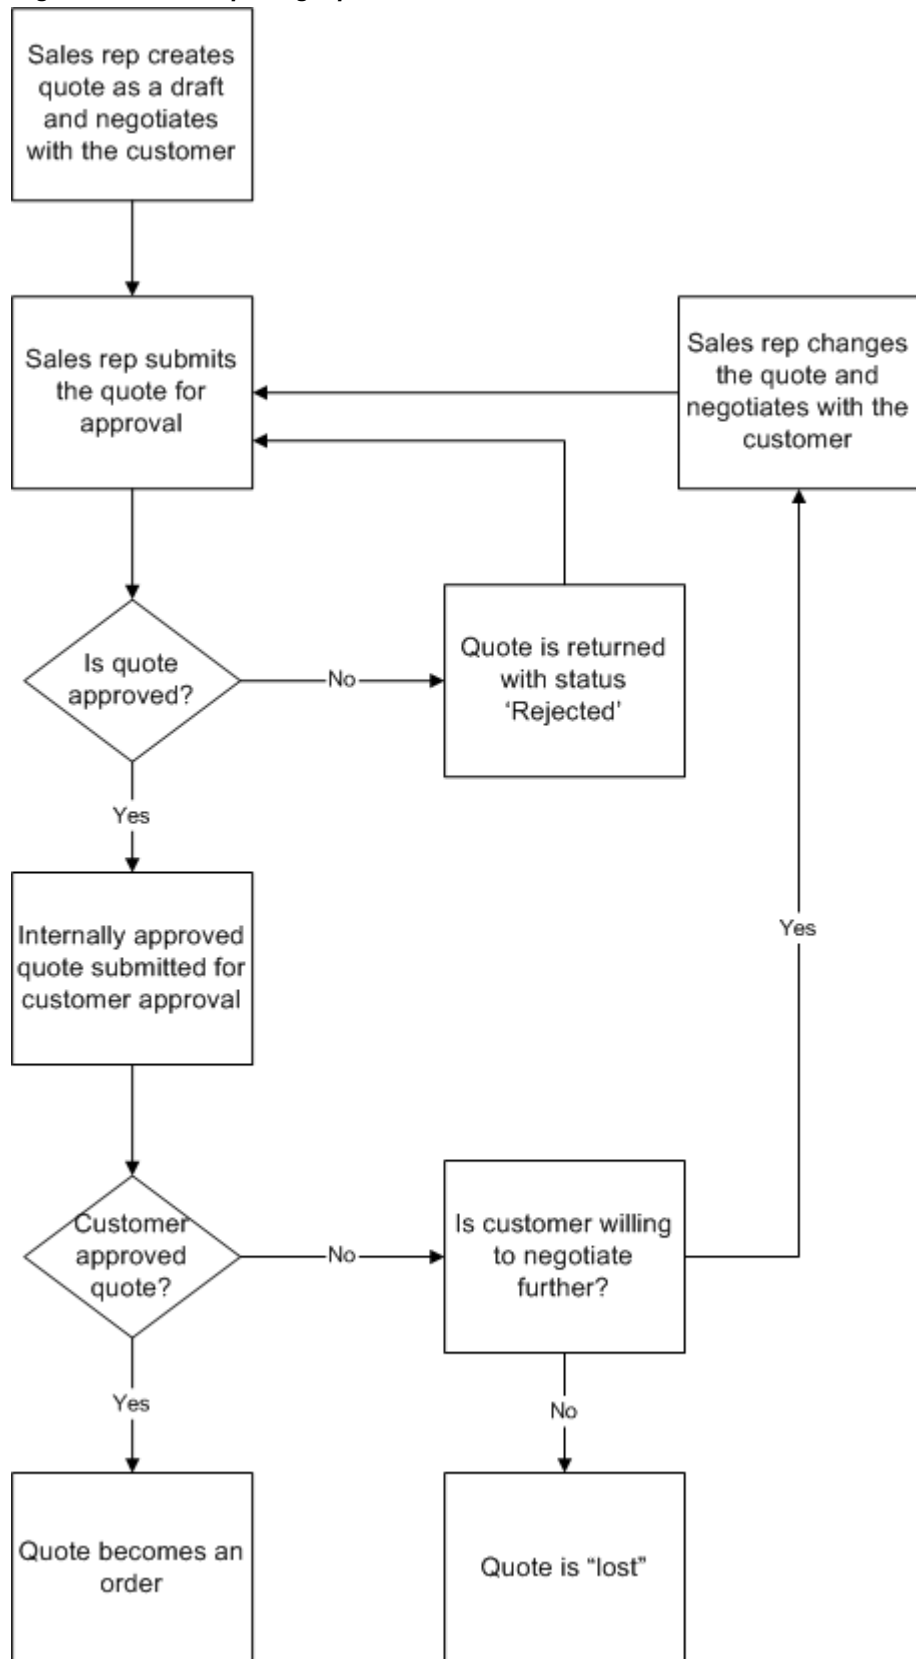 Sales rep creates
quote as a draft
and negotiates
with the customer
Sales rep submits
the quote for
approval
Sales rep changes
the quote and
negotiates with the
customer
Is quote
approved?
No
Quote is returned
with status
‘Rejected’
Yes
Internally approved
quote submitted for
customer approval
Yes
Customer
approved
quote?
No
Is customer willing
to negotiate
further?
Yes
No
Quote becomes an
order
Quote is “lost”